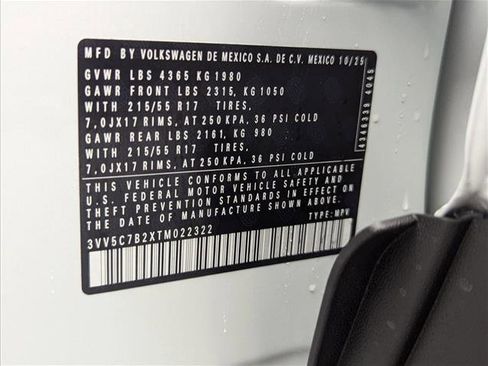 MFD BY VOLKSWAGEN DE MEXICO S.A. DE C.V. MEXICO 10/25
GVWR LBS 4365 KG 1980
GAWR FRONT LBS 2315, KG 1050
WITH 215/55 R17 TIRES,
7,0JX17 RIMS, AT 250 KPA, 36 PSI COLD
GAWR REAR LBS 2161, KG 980
WITH 215/55 R17 TIRES,
7,0JX17 RIMS, AT 250 KPA, 36 PSI COLD
THIS VEHICLE CONFORMS TO ALL APPLICABLE
U.S. FEDERAL MOTOR VEHICLE SAFETY AND
THEFT PREVENTION STANDARDS IN EFFECT ON
THE DATE OF MANUFACTURE SHOWN ABOVE.
3VV5C7B2XTM022322 TYPE: MPV
4346339 4045